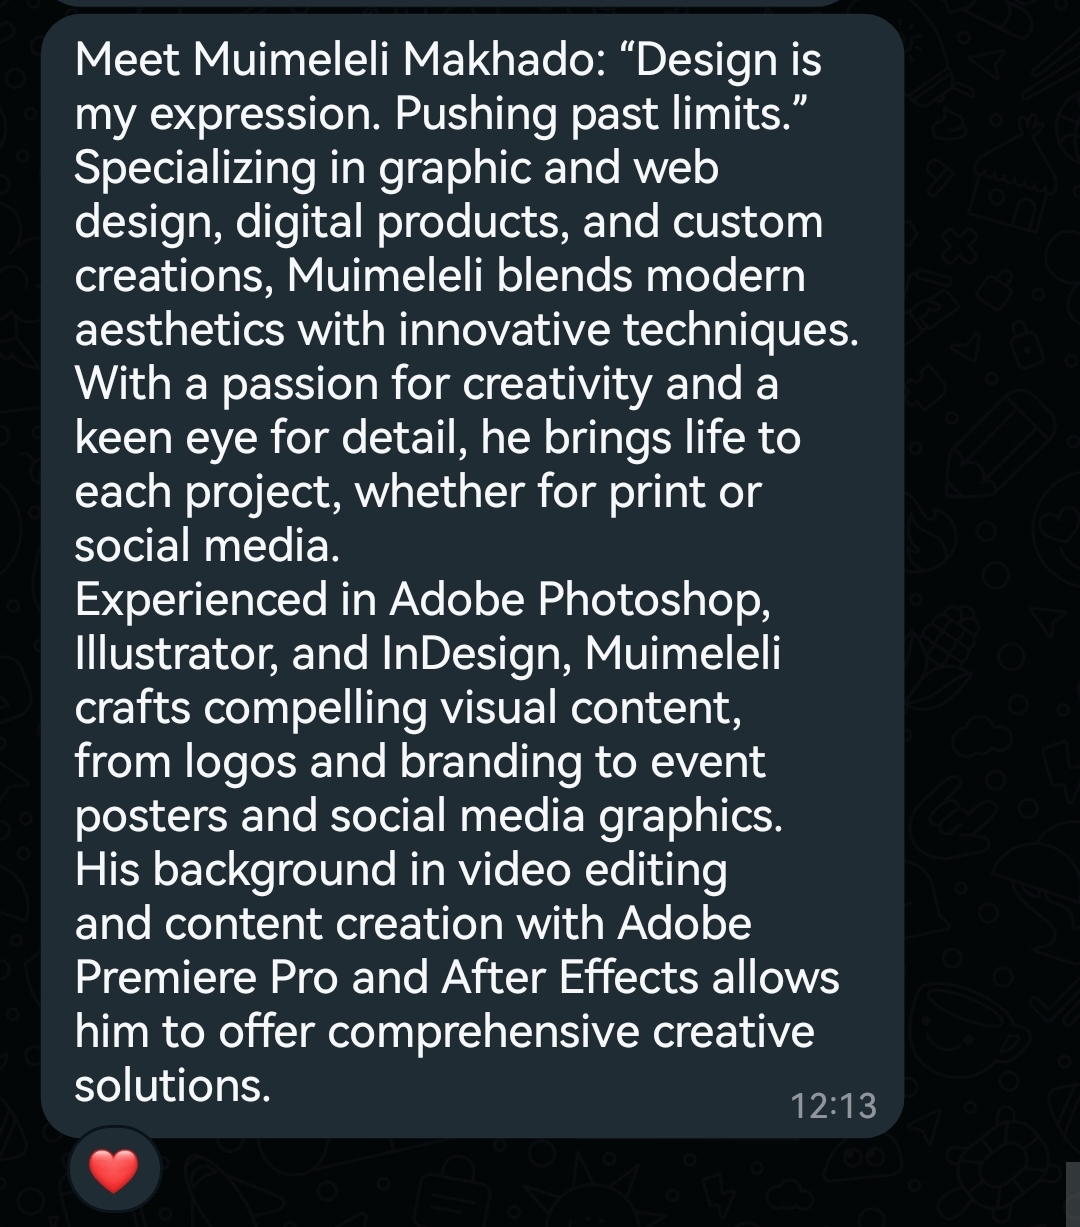 Meet Muimeleli Makhado: “Design is
my expression. Pushing past limits.”
Specializing in graphic and web
design, digital products, and custom
creations, Muimeleli blends modern
aesthetics with innovative techniques.
With a passion for creativity and a
keen eye for detail, he brings life to
each project, whether for print or
social media.
Experienced in Adobe Photoshop,
Illustrator, and InDesign, Muimeleli
crafts compelling visual content,
from logos and branding to event
posters and social media graphics.
His background in video editing
and content creation with Adobe
Premiere Pro and After Effects allows
him to offer comprehensive creative
solutions.
12:13